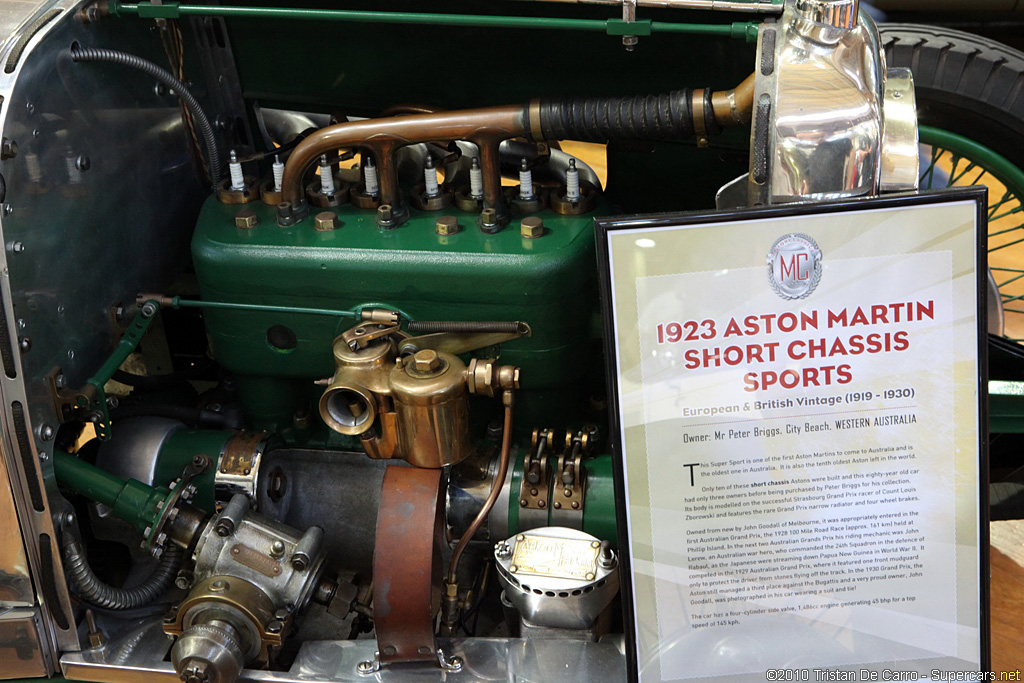 MC
1923 ASTON MARTIN
SHORT CHASSIS
SPORTS
European & British Vintage (1919 - 1930)
Owner: Mr Peter Briggs, City Beach, WESTERN AUSTRALIA
This Super Sport is one of the first Aston Martins to come to Australia and is
the oldest one in Australia. It is also the tenth oldest Aston left in the world.
Only ten of these short chassis Astons were built and this eighty-year old car
had only three owners before being purchased by Peter Briggs for his collection.
Its body is modelled on the successful Strasbourg Grand Prix racer of Count Louis
Zborowski and features the rare Grand Prix narrow radiator and four wheel brakes.
Owned from new by John Goodall of Melbourne, it was appropriately entered in the
first Australian Grand Prix, the 1928 100 Mile Road Race (approx. 161 km) held at
Phillip Island. In the next two Australian Grands Prix his riding mechanic was John
Lerew, an Australian war hero, who commanded the 24th Squadron in the defence of
Rabaul, as the Japanese were streaming down Papua New Guinea in World War II. It
competed in the 1929 Australian Grand Prix, where it featured one front mudguard
only to protect the driver from stones flying off the track. In the 1930 Grand Prix, the
Aston still managed a third place against the Bugattis and a very proud owner, John
Goodall, was photographed in his car wearing a suit and tie!
The car has a four-cylinder side valve, 1,486cc engine generating 45 bhp for a top
speed of 145 kph.
©2010 Tristan De Carro - Supercars.net